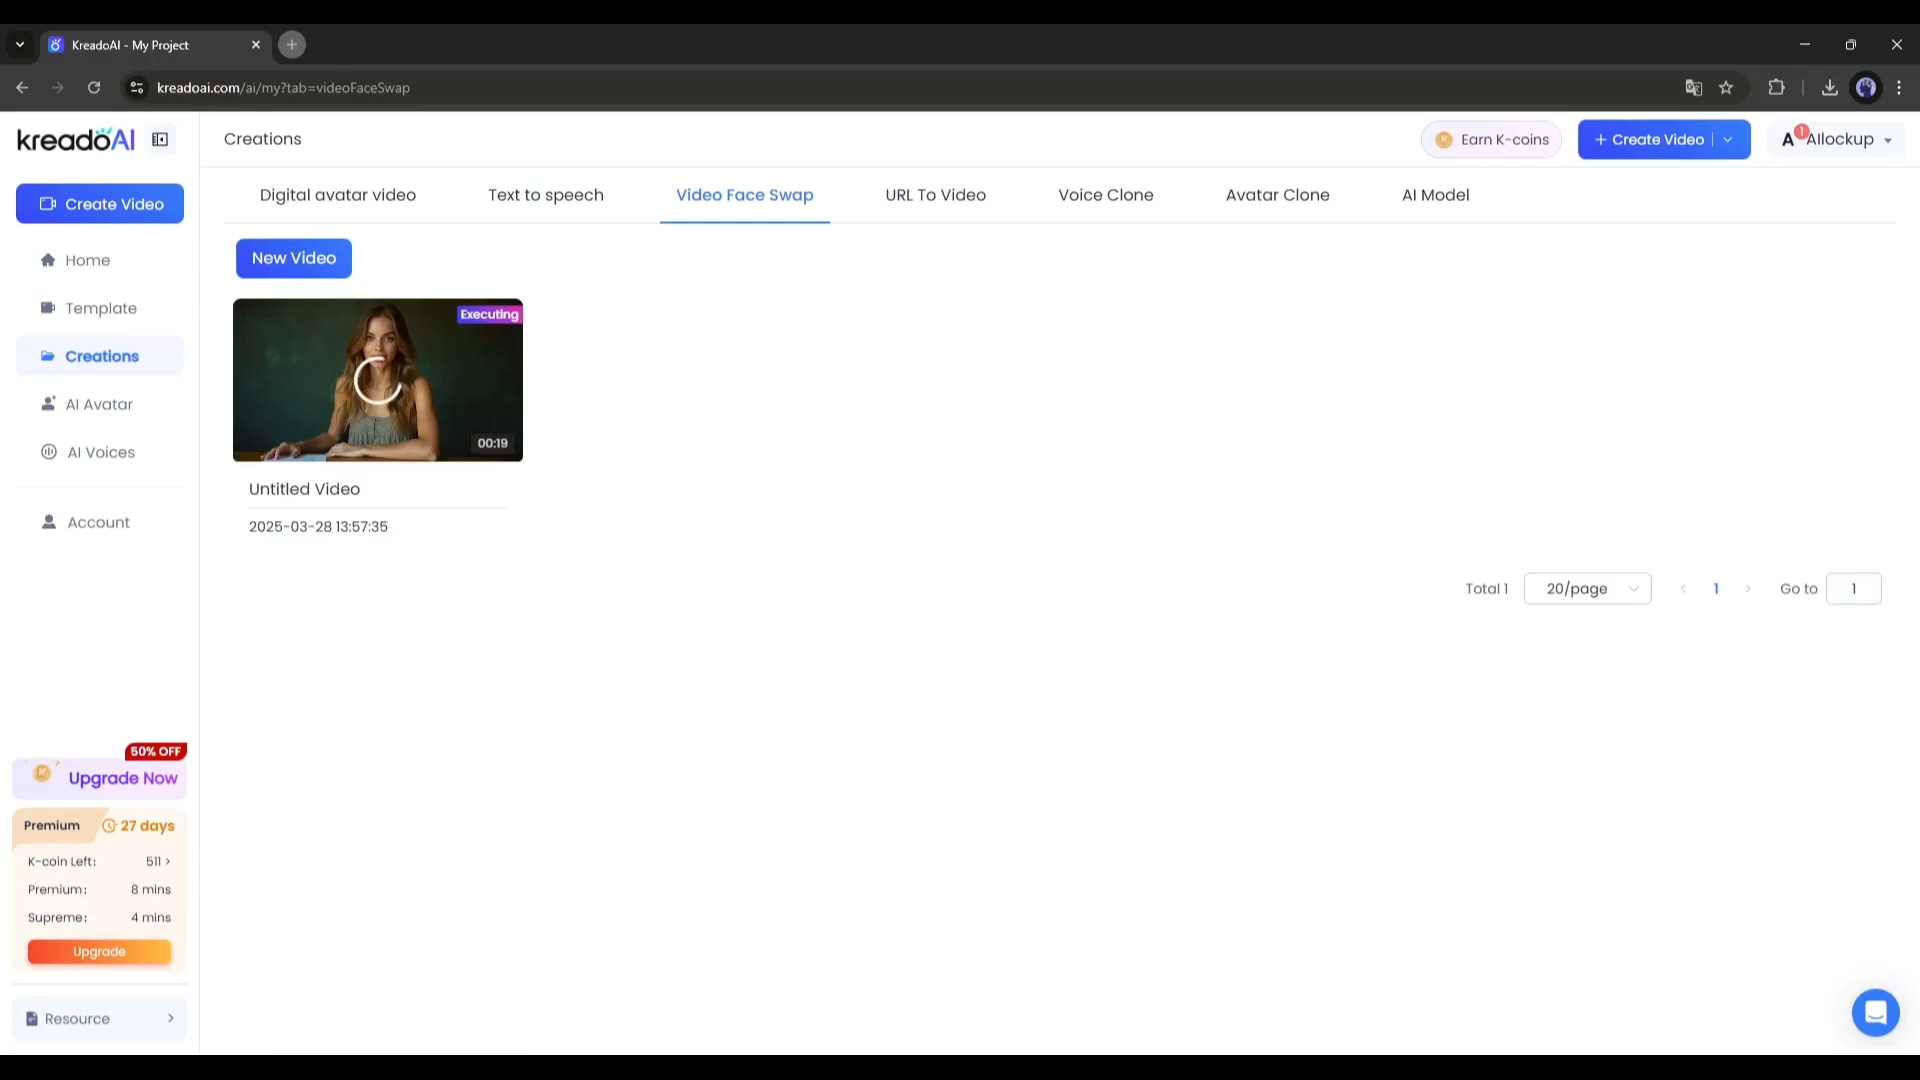 KreadoAI - My Project
kreadoai.com/ai/my?tab=videoFaceSwap
kreadoAI
Creations
Earn K-coins
+ Create Video
A
1
Allockup
Create Video
Home
Template
Creations
AI Avatar
AI Voices
Account
Digital avatar video
Text to speech
Video Face Swap
URL To Video
Voice Clone
Avatar Clone
AI Model
New Video
Executing
00:19
Untitled Video
2025-03-28 13:57:35
Total 1
20/page
1
Go to
1
50% OFF
Upgrade Now
Premium
27 days
K-coin Left:
511 >
Premium:
8 mins
Supreme:
4 mins
Upgrade
Resource